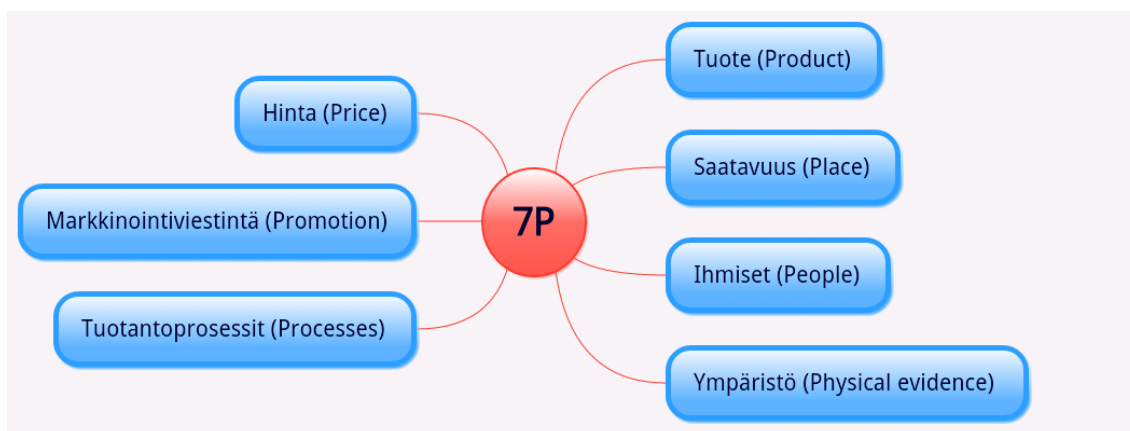 Tuote (Product)
Hinta (Price)
Saatavuus (Place)
7P
Markkinointiviestintä (Promotion)
Ihmiset (People)
Tuotantoprosessit (Processes)
Ympäristö (Physical evidence)